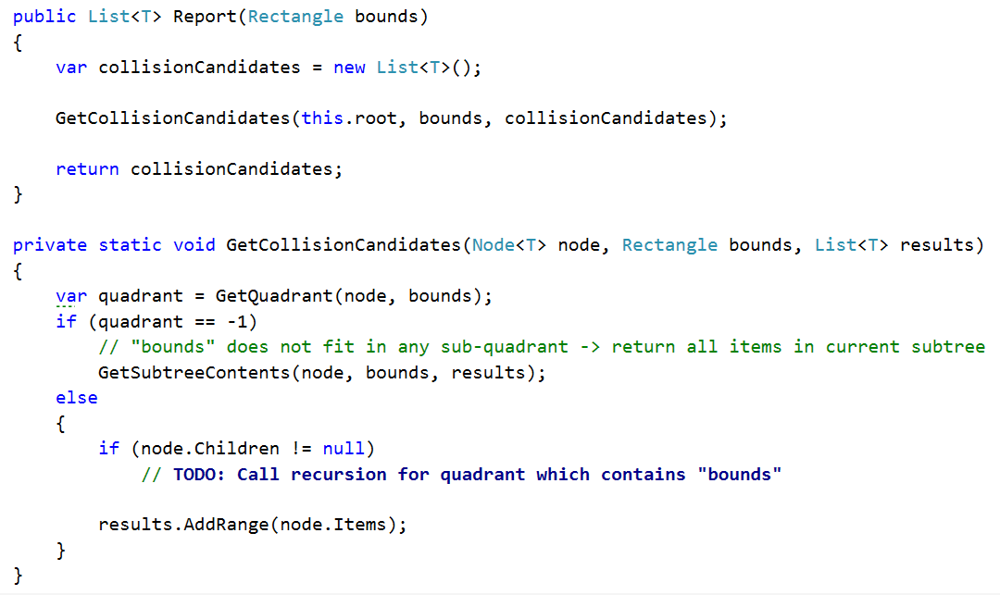 public List<T> Report(Rectangle bounds)
{
    var collisionCandidates = new List<T>();

    GetCollisionCandidates(this.root, bounds, collisionCandidates);

    return collisionCandidates;
}

private static void GetCollisionCandidates(Node<T> node, Rectangle bounds, List<T> results)
{
    var quadrant = GetQuadrant(node, bounds);
    if (quadrant == -1)
        // "bounds" does not fit in any sub-quadrant -> return all items in current subtree
        GetSubtreeContents(node, bounds, results);
    else
    {
        if (node.Children != null)
            // TODO: Call recursion for quadrant which contains "bounds"

        results.AddRange(node.Items);
    }
}